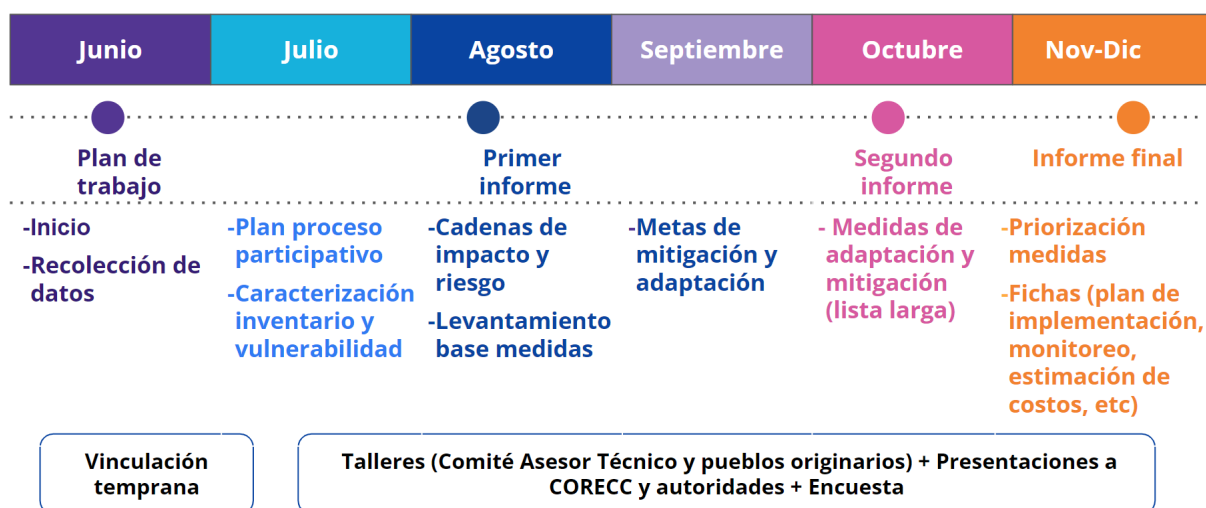 Junio
Julio
Agosto
Septiembre
Octubre
Nov-Dic
Plan de
trabajo
Primer
informe
Segundo
informe
Informe final
-Inicio
-Recolección de
datos
-Plan proceso
participativo
-Caracterización
inventario y
vulnerabilidad
-Cadenas de
impacto y
riesgo
-Levantamiento
base medidas
-Metas de
mitigación y
adaptación
- Medidas de
adaptación y
mitigación
(lista larga)
-Priorización
medidas
-Fichas (plan de
implementación,
monitoreo,
estimación de
costos, etc)
Vinculación
temprana
Talleres (Comité Asesor Técnico y pueblos originarios) + Presentaciones a
CORECC y autoridades + Encuesta